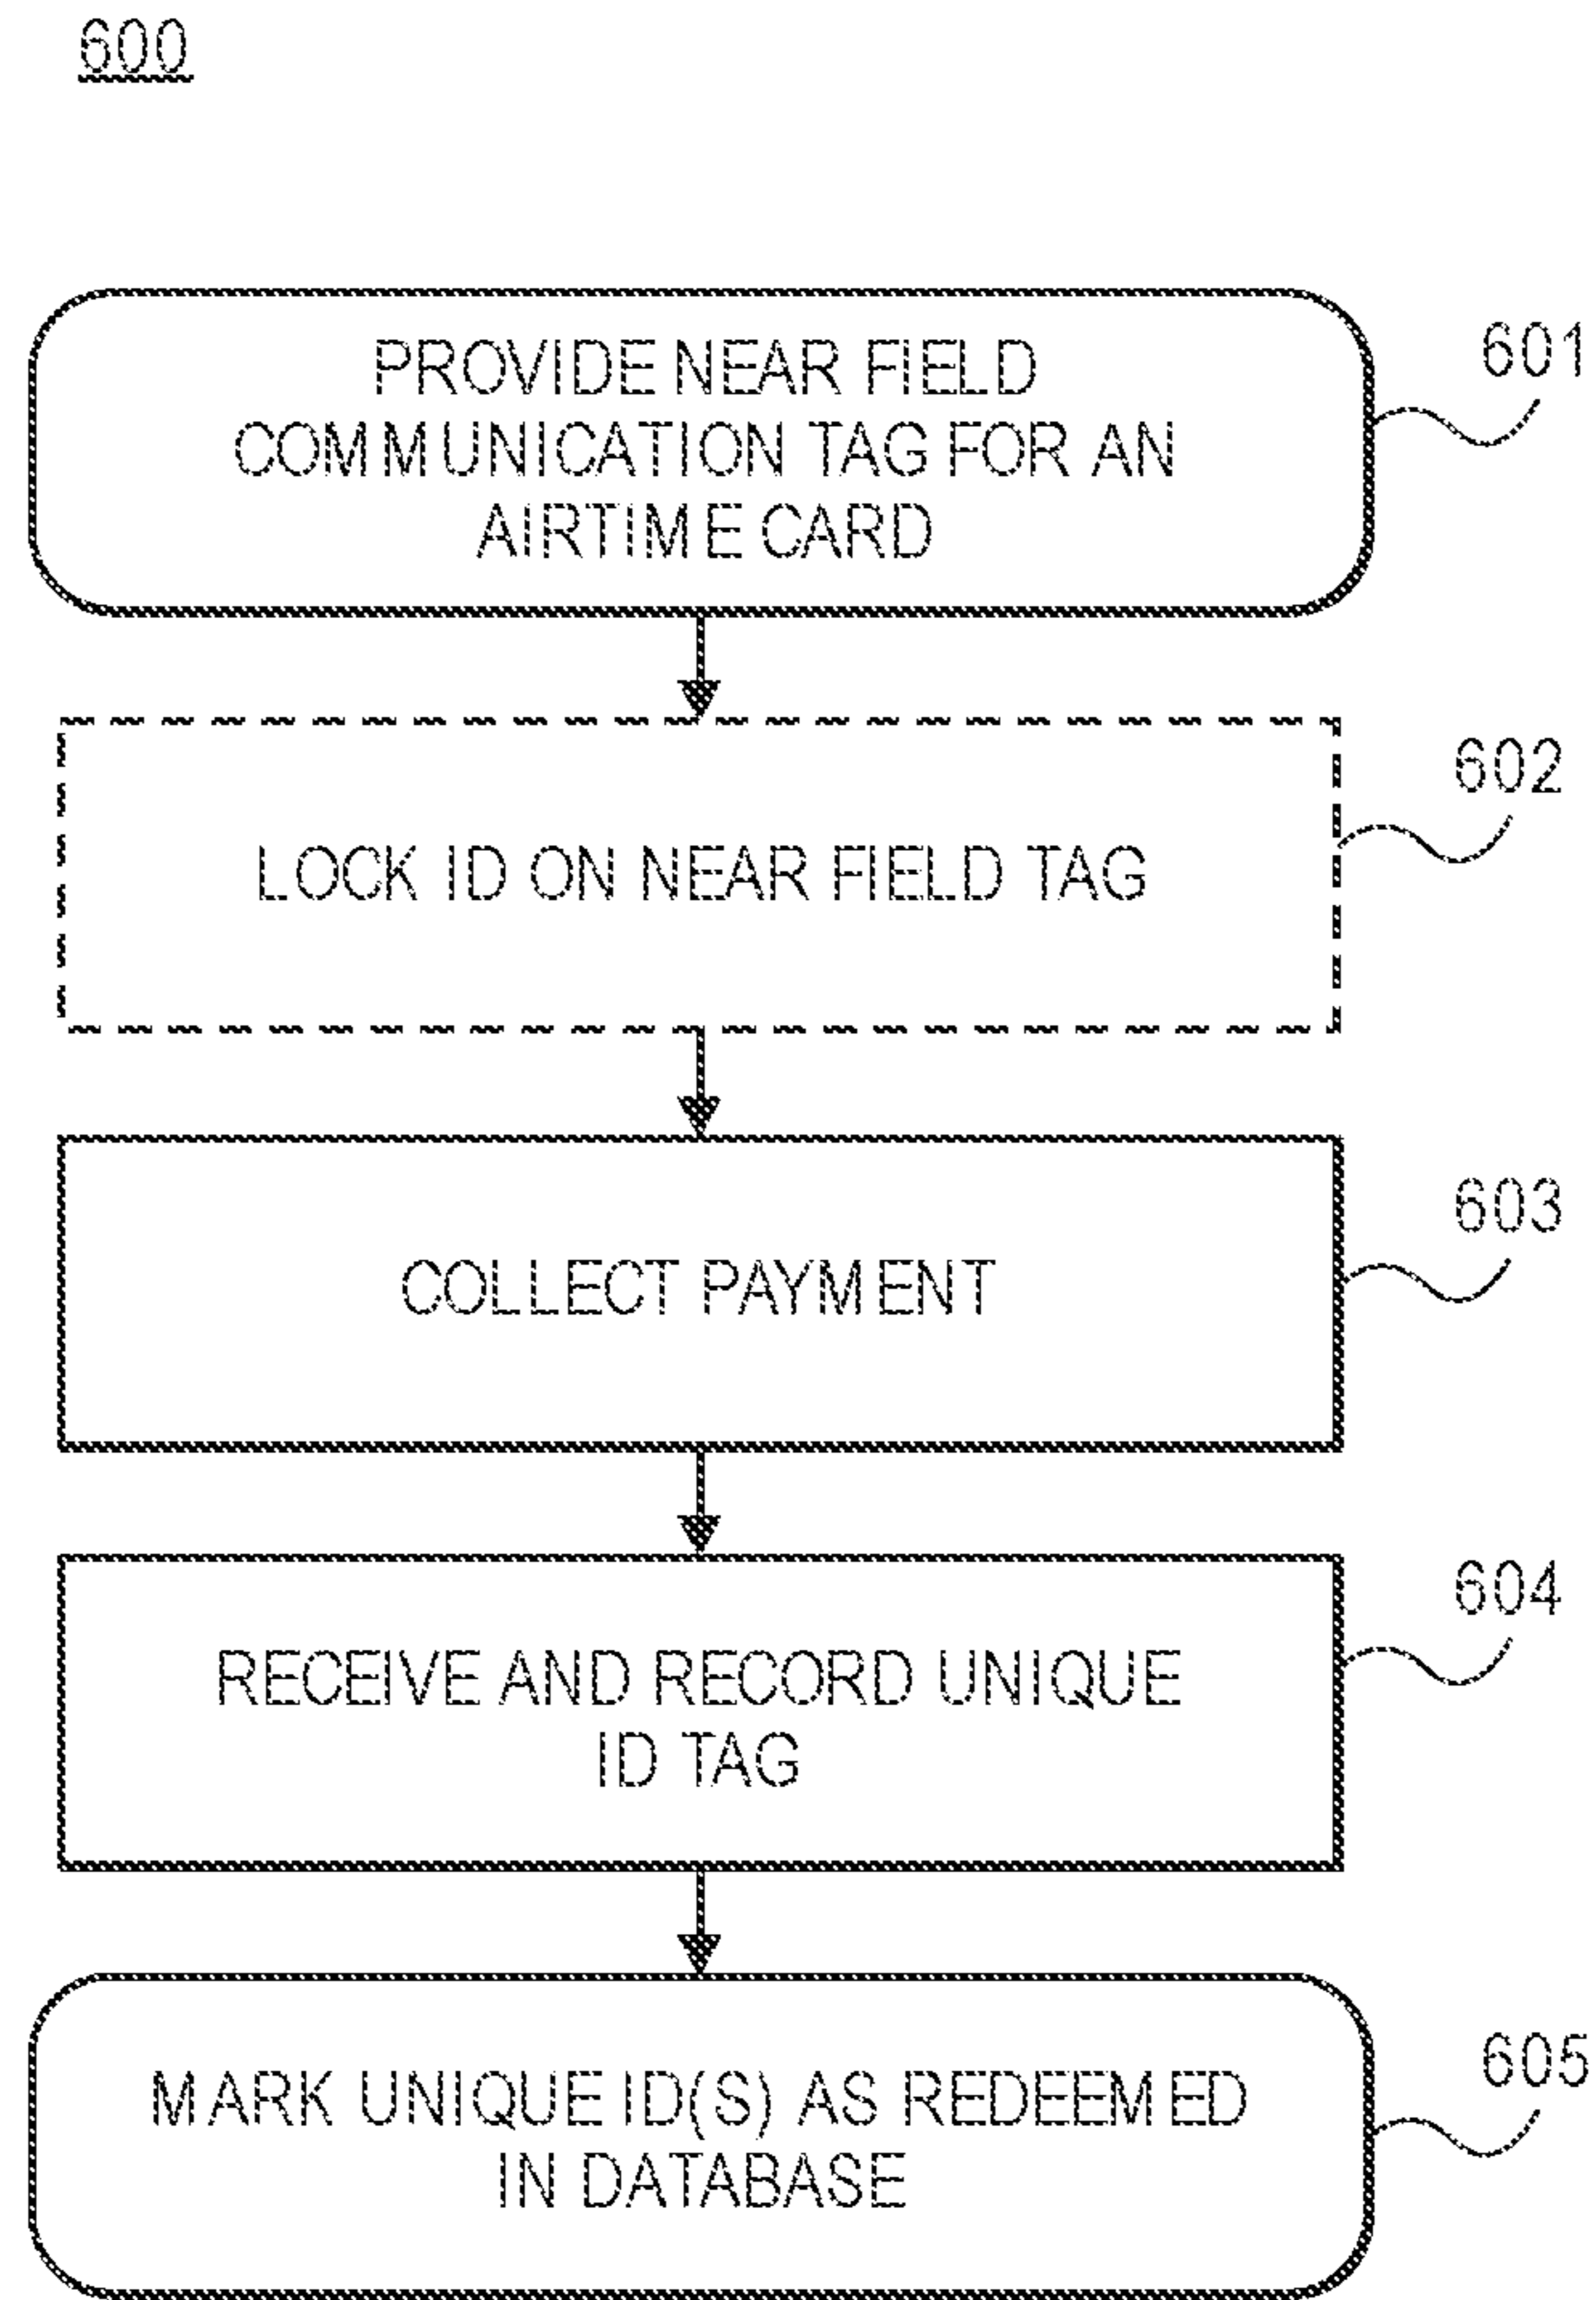 600
PROVIDE NEAR FIELD
601
COMMUNICATION TAG FOR AN
AIRTIME CARD
602
LOCK ID ON NEAR FIELD TAG
603
COLLECT PAYMENT
604
RECEIVE AND RECORD UNIQUE
ID TAG
605
MARK UNIQUE ID(S) AS REDEEMED
IN DATABASE